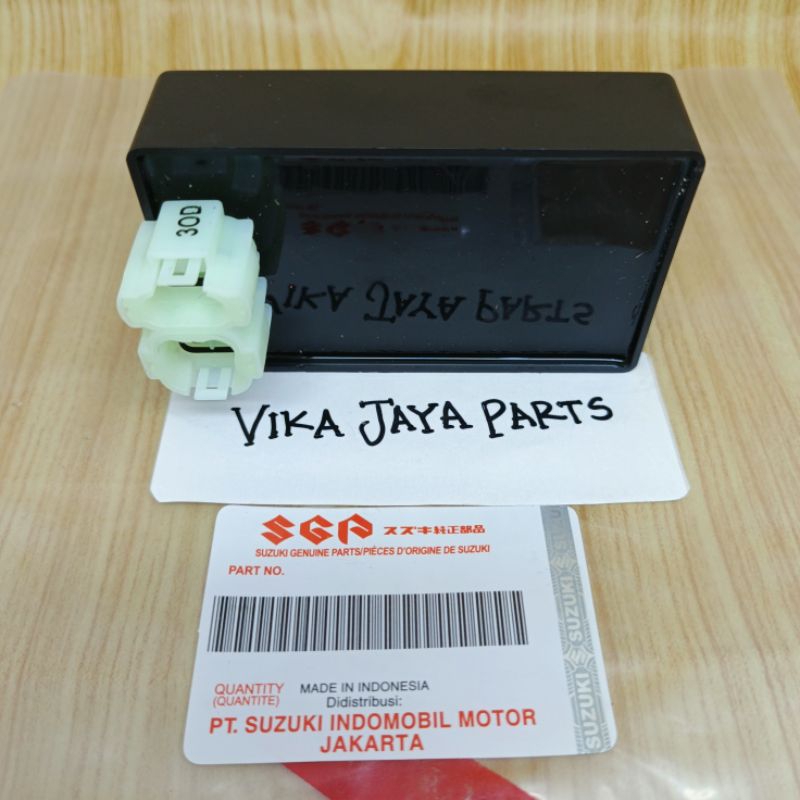 30D
VIKA JAYA PARTS
VIKA JAYA PARTS
SGP スズキ純正部品
SUZUKI GENUINE PARTS/PIÈCES D'ORIGINE DE SUZUKI
PART NO.
QUANTITY MADE IN INDONESIA
(QUANTITE) Didistribusi:
PT. SUZUKI INDOMOBIL MOTOR
JAKARTA
SUZUKI
SUZUKI